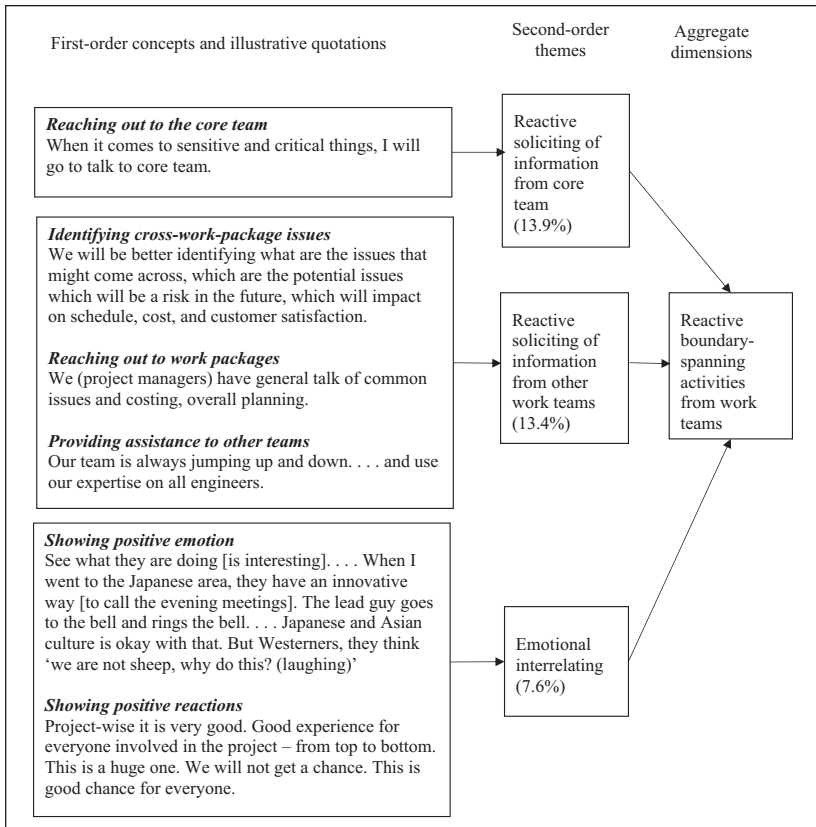 First-order concepts and illustrative quotations
Second-order
themes
Aggregate
dimensions
Reaching out to the core team
When it comes to sensitive and critical things, I will
go to talk to core team.
Reactive
soliciting of
information
from core
team
(13.9%)
Identifying cross-work-package issues
We will be better identifying what are the issues that
might come across, which are the potential issues
which will be a risk in the future, which will impact
on schedule, cost, and customer satisfaction.
Reaching out to work packages
We (project managers) have general talk of common
issues and costing, overall planning.
Providing assistance to other teams
Our team is always jumping up and down. . . . and use
our expertise on all engineers.
Reactive
soliciting of
information
from other
work teams
(13.4%)
Reactive
boundary-
spanning
activities
from work
teams
Showing positive emotion
See what they are doing [is interesting]. . . . When I
went to the Japanese area, they have an innovative
way [to call the evening meetings]. The lead guy goes
to the bell and rings the bell. . . . Japanese and Asian
culture is okay with that. But Westerners, they think
‘we are not sheep, why do this? (laughing)’
Showing positive reactions
Project-wise it is very good. Good experience for
everyone involved in the project – from top to bottom.
This is a huge one. We will not get a chance. This is
good chance for everyone.
Emotional
interrelating
(7.6%)